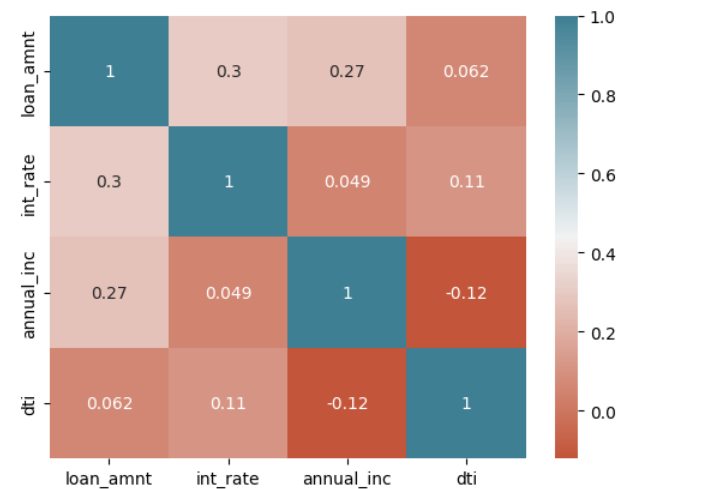 loan_amnt 1 0.3 0.27 0.062
int_rate 0.3 1 0.049 0.11
annual_inc 0.27 0.049 1 -0.12
dti 0.062 0.11 -0.12 1
loan_amnt int_rate annual_inc dti
1.0
0.8
0.6
0.4
0.2
0.0